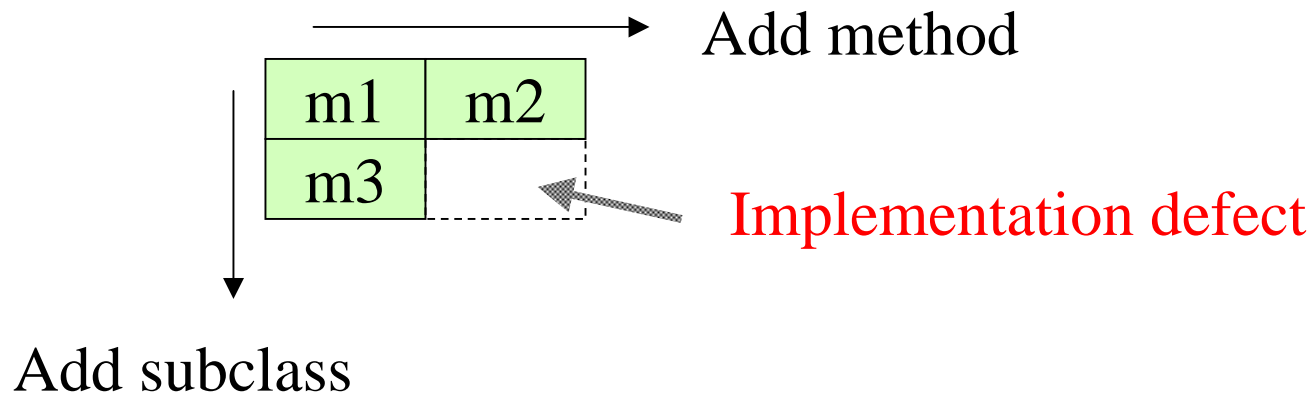 Add method
m1 m2
m3
Implementation defect
Add subclass